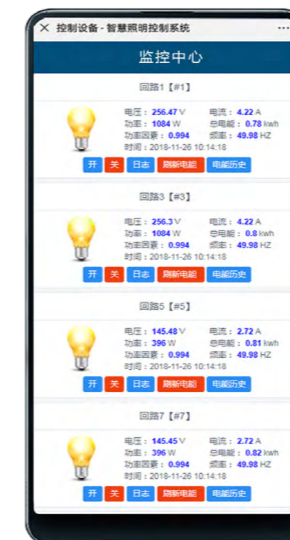 × 控制设备 - 智慧照明控制系统 ···
监控中心
回路1【#1】
电压：256.47 V 电流：4.22 A
功率：1084 W 总电能：0.78 kwh
功率因素：0.994 频率：49.98 HZ
时间：2018-11-26 10:14:18
开 关 日志 刷新电能 电能历史
回路3【#3】
电压：256.3 V 电流：4.22 A
功率：1084 W 总电能：0.8 kwh
功率因素：0.994 频率：49.98 HZ
时间：2018-11-26 10:14:18
开 关 日志 刷新电能 电能历史
回路5【#5】
电压：145.48 V 电流：2.72 A
功率：396 W 总电能：0.81 kwh
功率因素：0.994 频率：49.98 HZ
时间：2018-11-26 10:14:18
开 关 日志 刷新电能 电能历史
回路7【#7】
电压：145.45 V 电流：2.72 A
功率：396 W 总电能：0.82 kwh
功率因素：0.994 频率：49.98 HZ
时间：2018-11-26 10:14:18
开 关 日志 刷新电能 电能历史